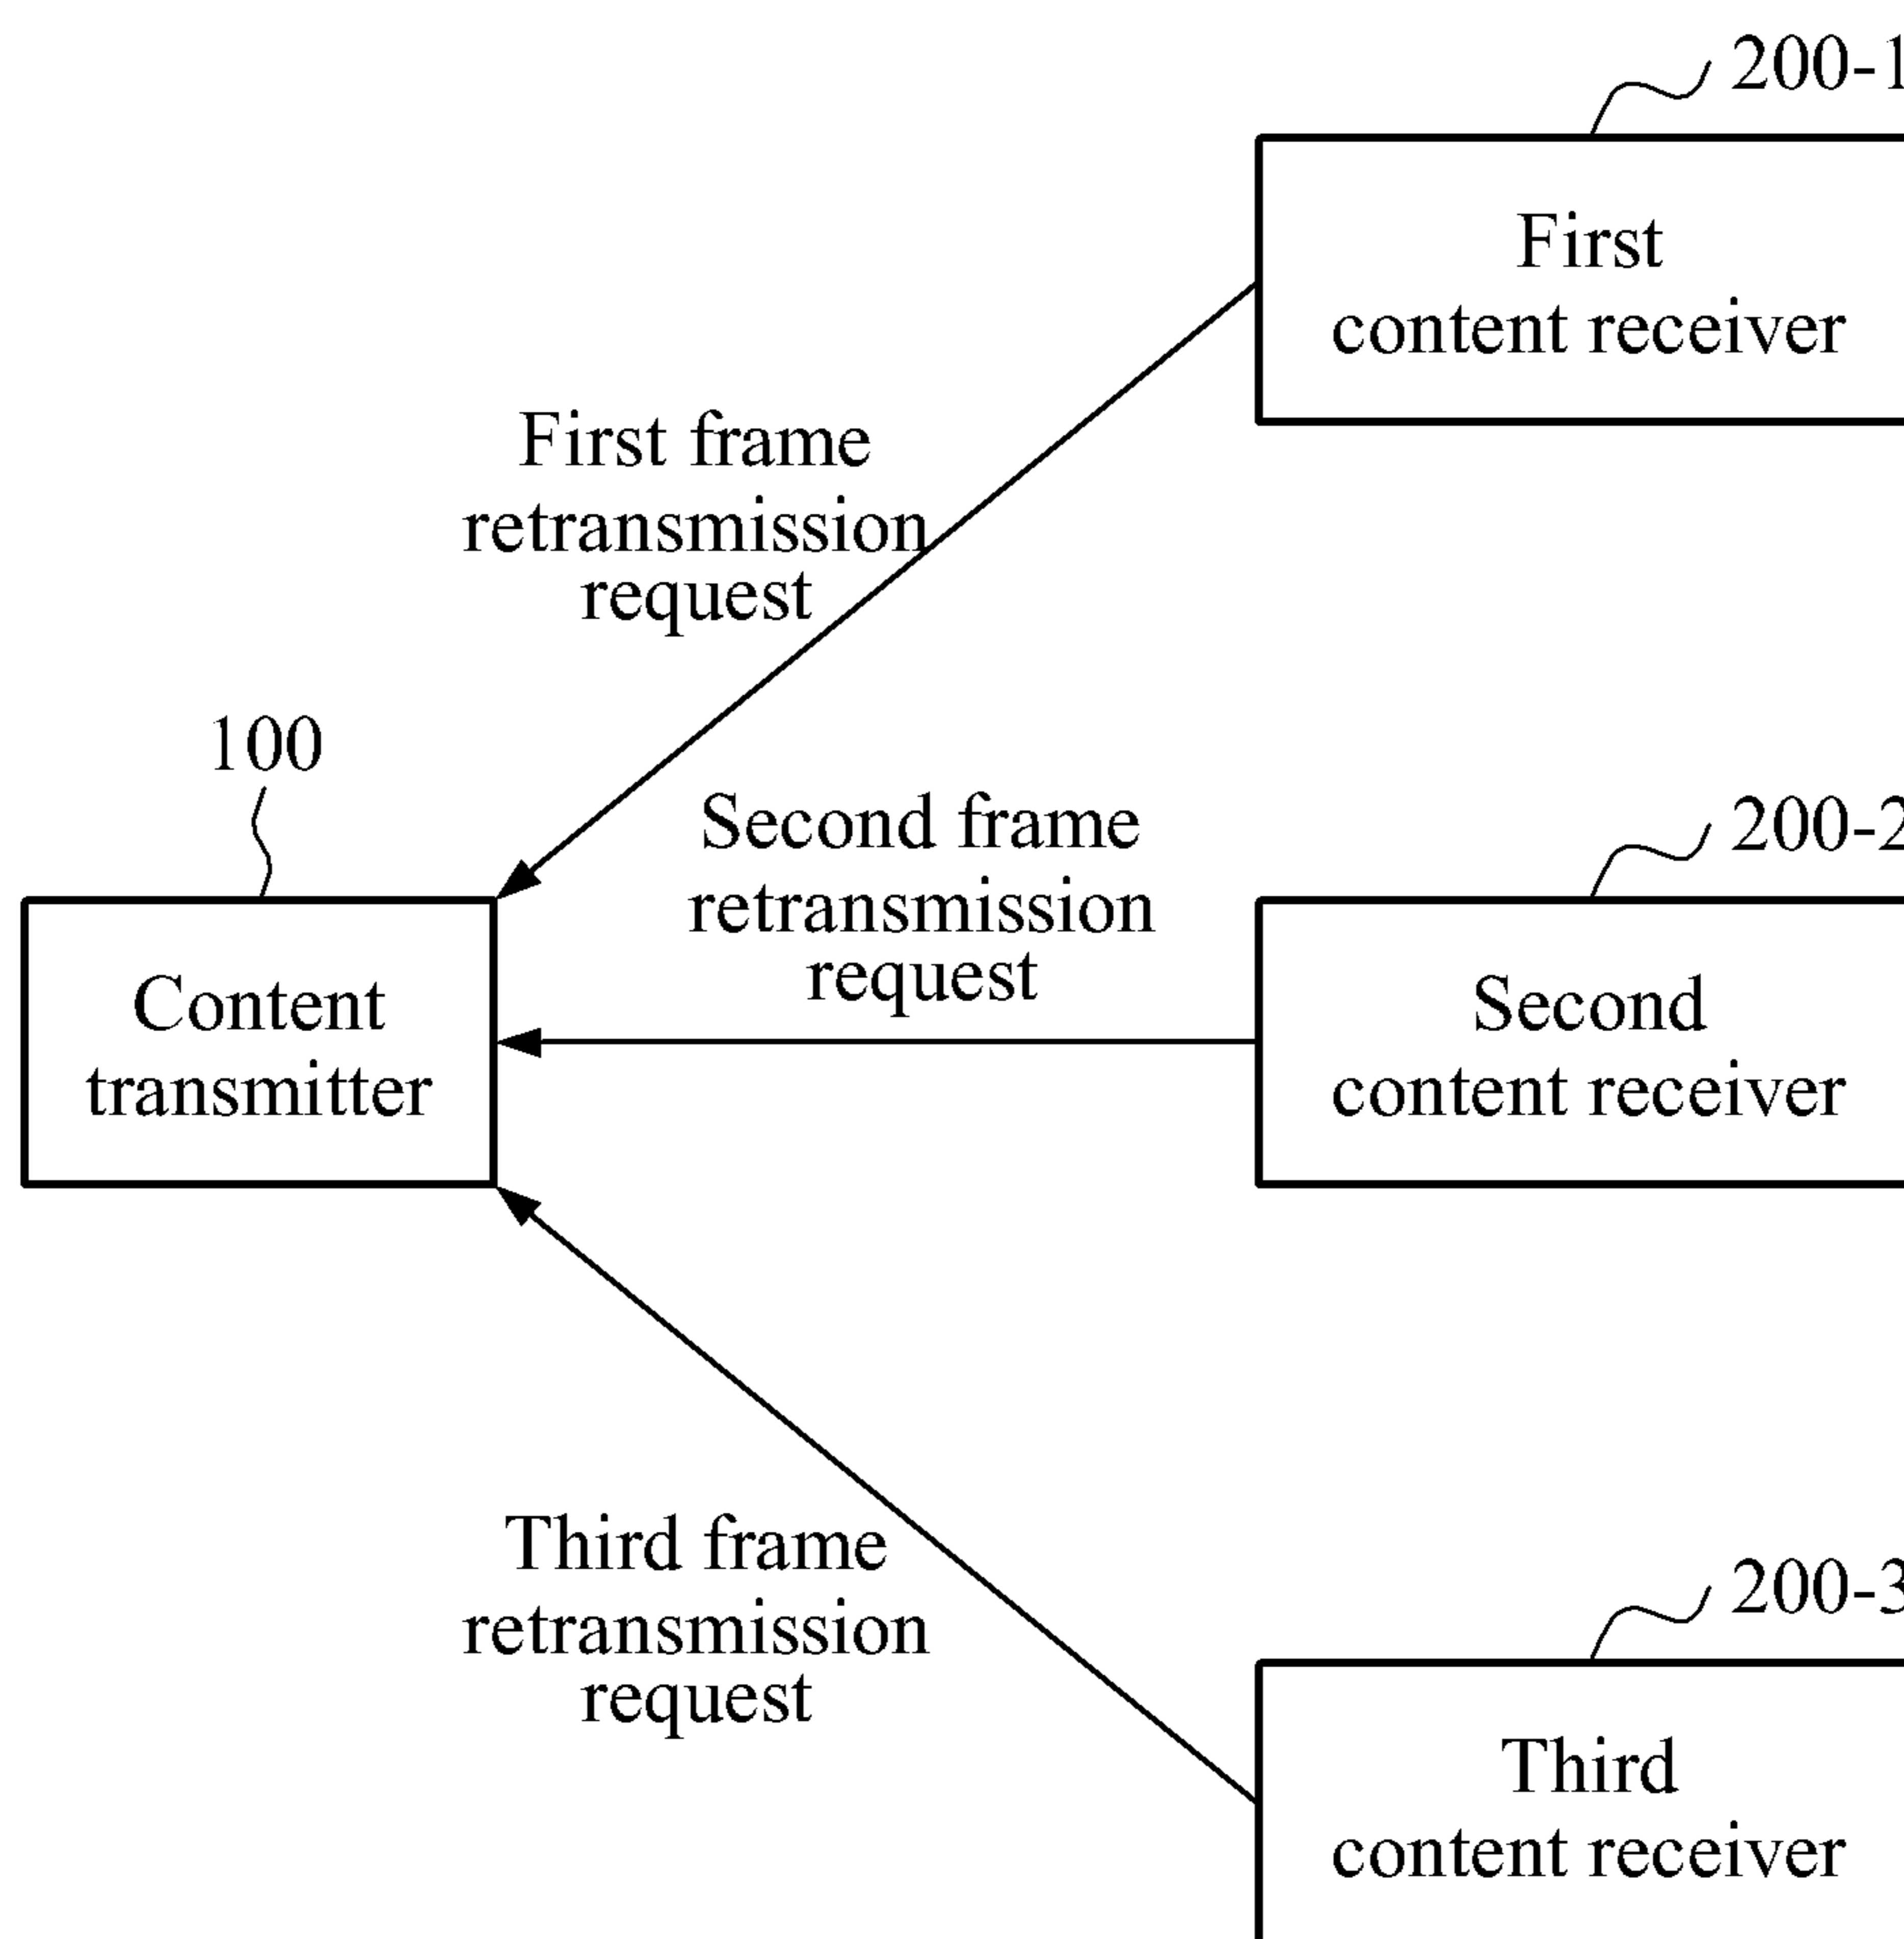 200-1
First
content receiver
First frame
retransmission
request
100
Second frame
retransmission
request
200-2
Content
transmitter
Second
content receiver
Third frame
retransmission
request
200-3
Third
content receiver